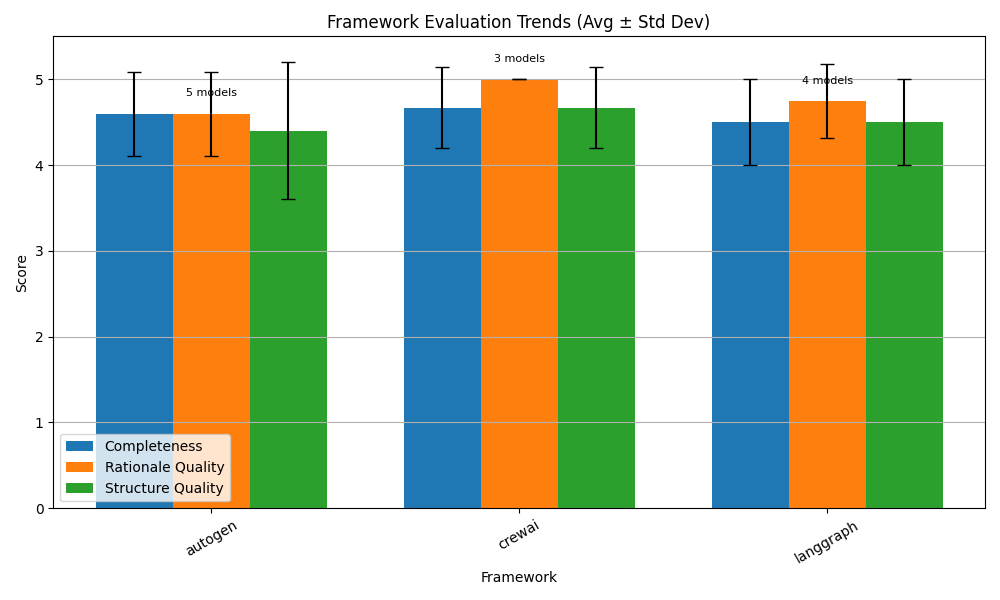 Framework Evaluation Trends (Avg ± Std Dev)
3 models
5 models
4 models
5
4
3
2
1
0
Score
Completeness
Rationale Quality
Structure Quality
autogen
crewai
langgraph
Framework